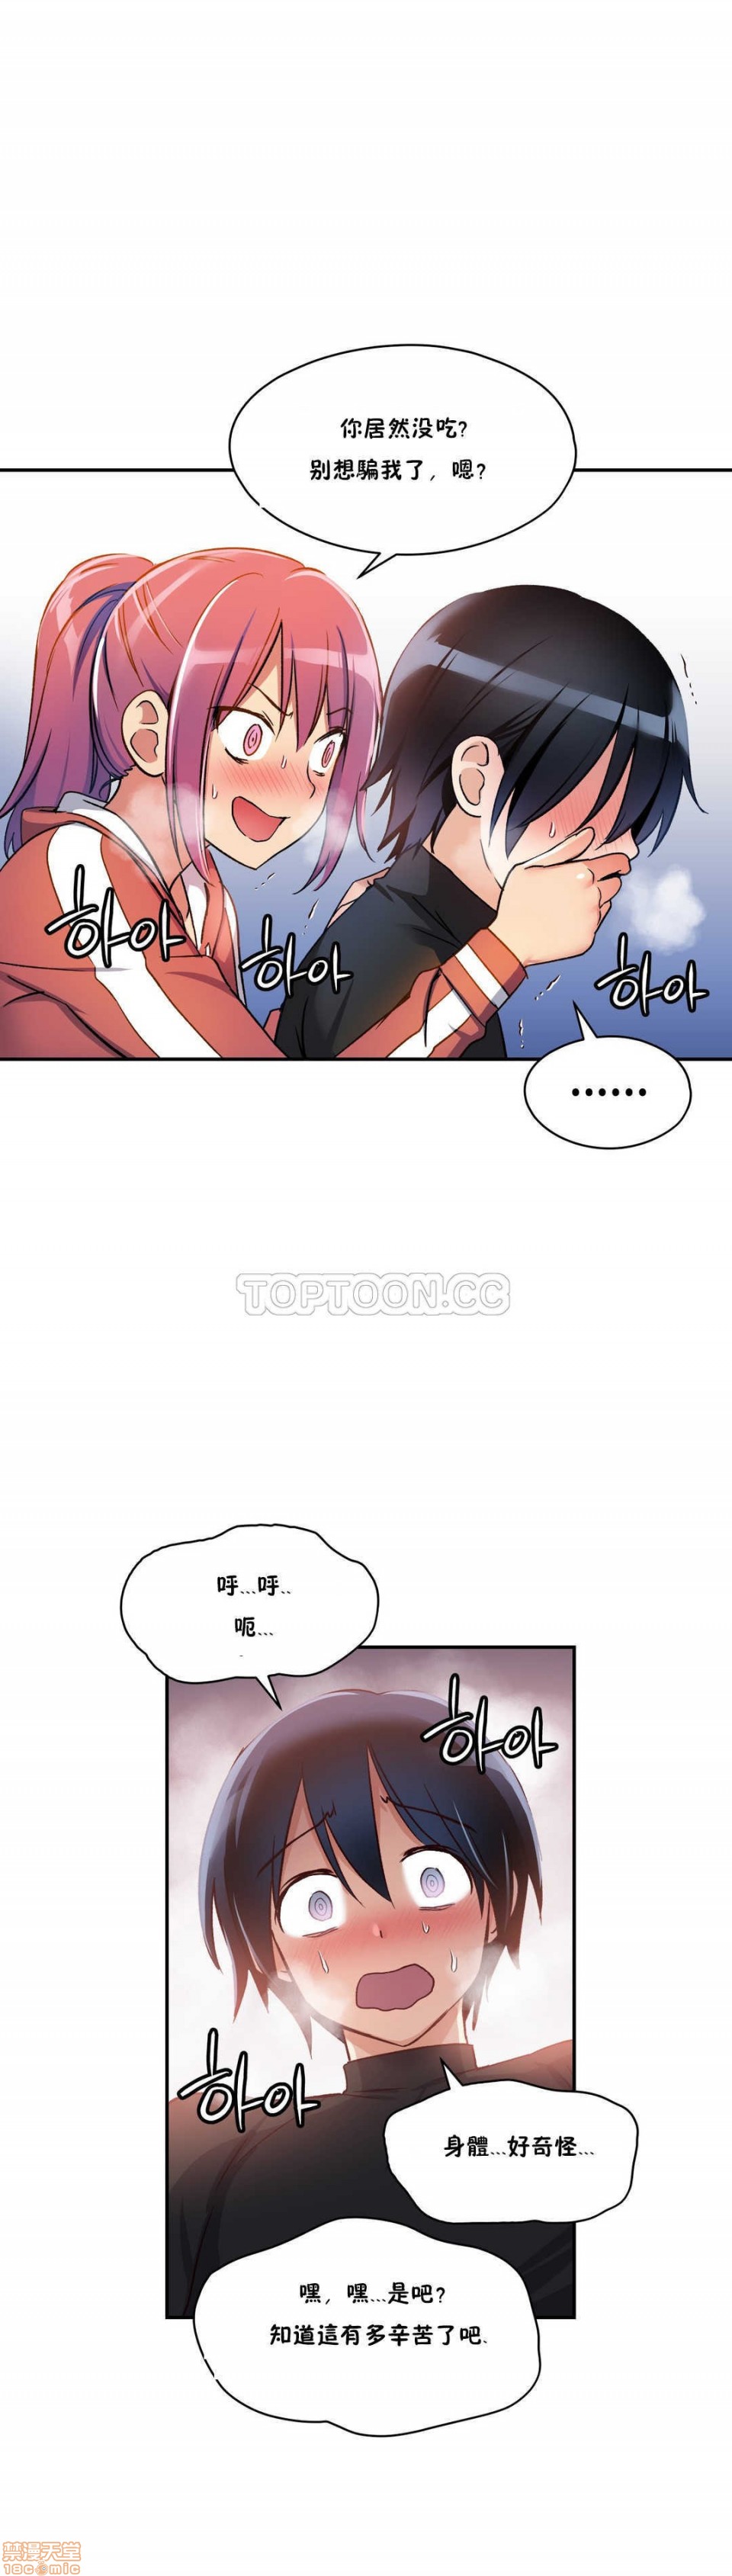 你居然没吃?
别想騙我了，嗯?
하아
하아
하아
......
TOPTOON.CC
呼...呼..
呃...
하아
하아
身體...好奇怪...
嘿，嘿...是吧?
知道這有多辛苦了吧.
禁漫天堂
18comic